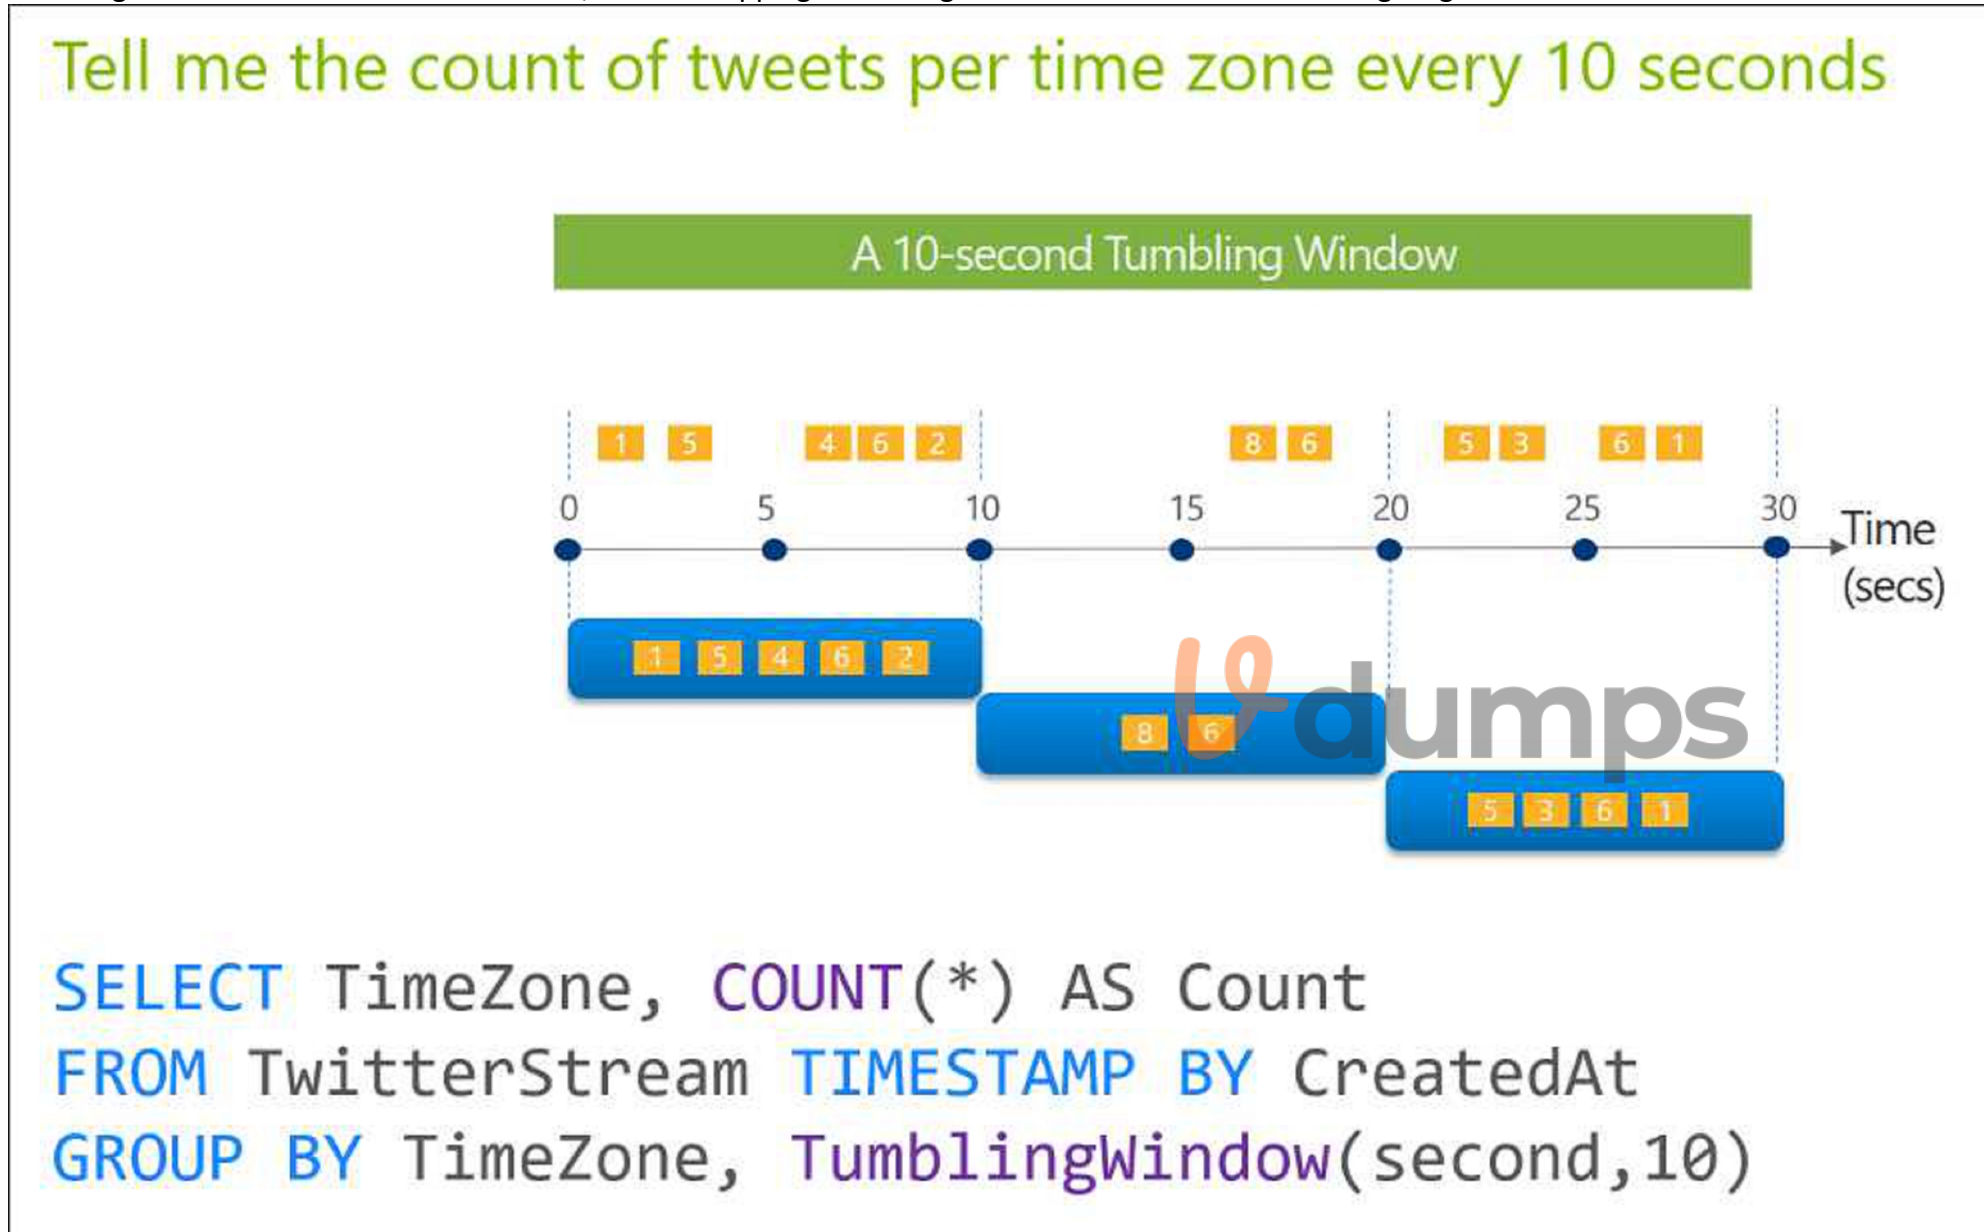 Tell me the count of tweets per time zone every 10 seconds
A 10-second Tumbling Window
1 5 4 6 2 8 6 5 3 6 1
0 5 10 15 20 25 30
Time
(secs)
1 5 4 6 2
8 6
dumps
5 3 6 1
SELECT TimeZone, COUNT(*) AS Count
FROM TwitterStream TIMESTAMP BY CreatedAt
GROUP BY TimeZone, TumblingWindow(second,10)